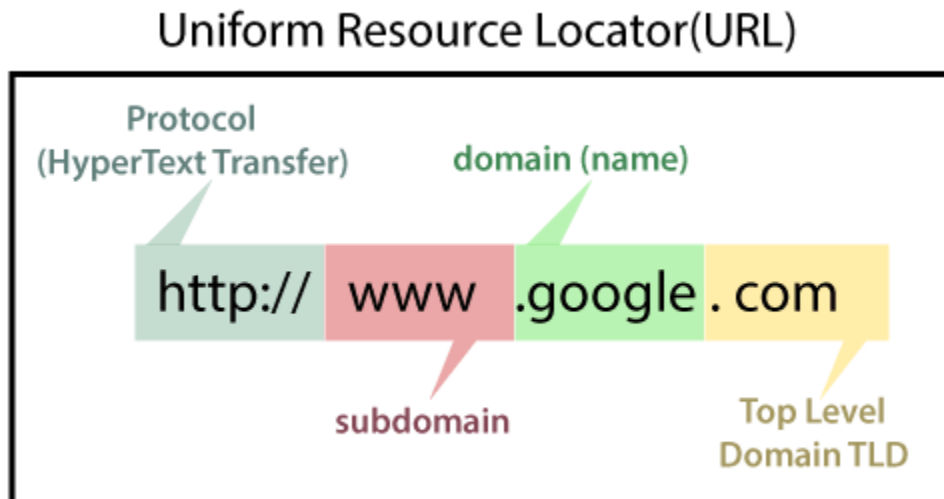 Uniform Resource Locator(URL)
Protocol
(HyperText Transfer)
domain (name)
http:// www .google . com
subdomain
Top Level
Domain TLD